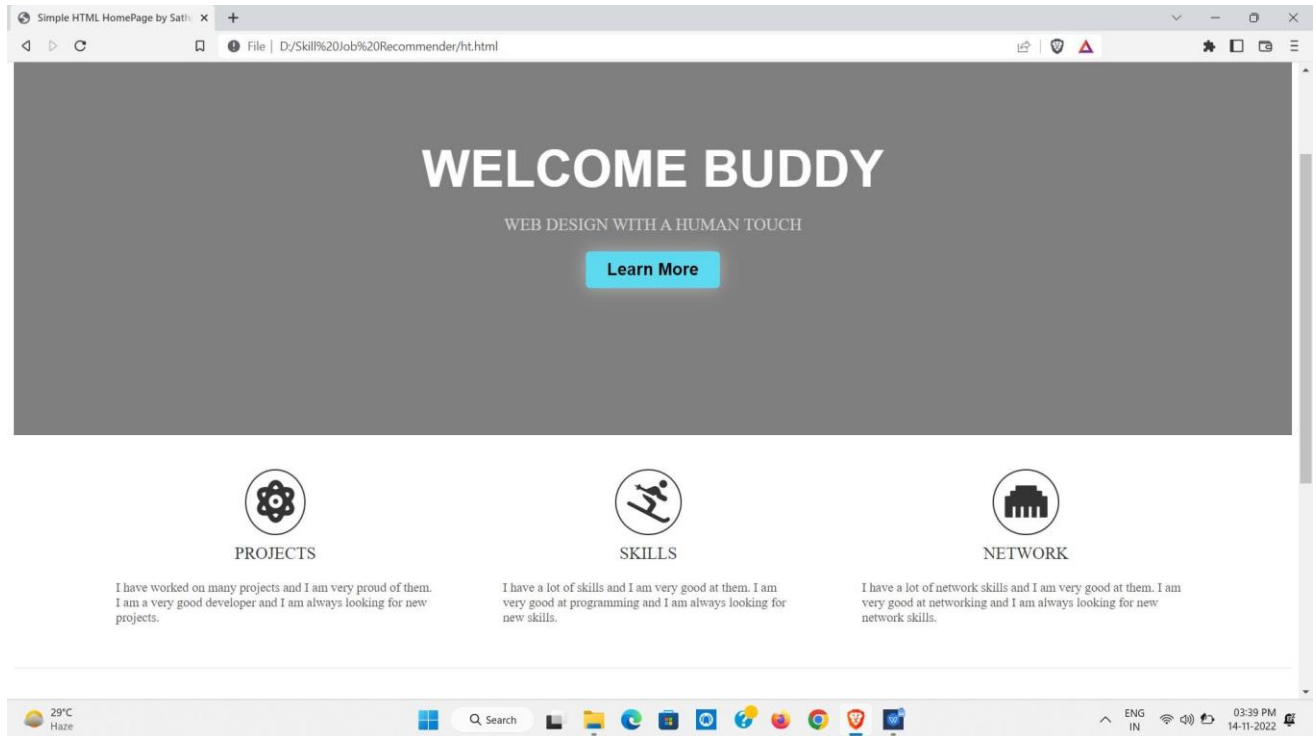 Simple HTML HomePage by Sath
File | D:/Skill%20Job%20Recommender/ht.html
WELCOME BUDDY
WEB DESIGN WITH A HUMAN TOUCH
Learn More
PROJECTS
I have worked on many projects and I am very proud of them.
I am a very good developer and I am always looking for new
projects.
SKILLS
I have a lot of skills and I am very good at them. I am
very good at programming and I am always looking for
new skills.
NETWORK
I have a lot of network skills and I am very good at them. I am
very good at networking and I am always looking for new
network skills.
29°C
Haze
Search
ENG
IN
03:39 PM
14-11-2022